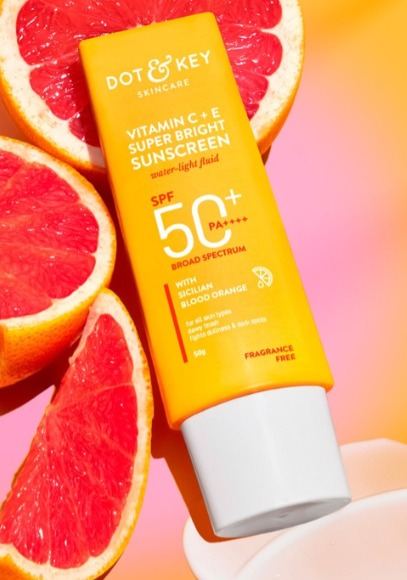 DOT & KEY
SKINCARE
VITAMIN C + E
SUPER BRIGHT
SUNSCREEN
water-light fluid
SPF
50+
PA++++
BROAD SPECTRUM
WITH
SICILIAN
BLOOD ORANGE
for all skin types
dewy finish
fights dullness & dark spots
50g
FRAGRANCE
FREE